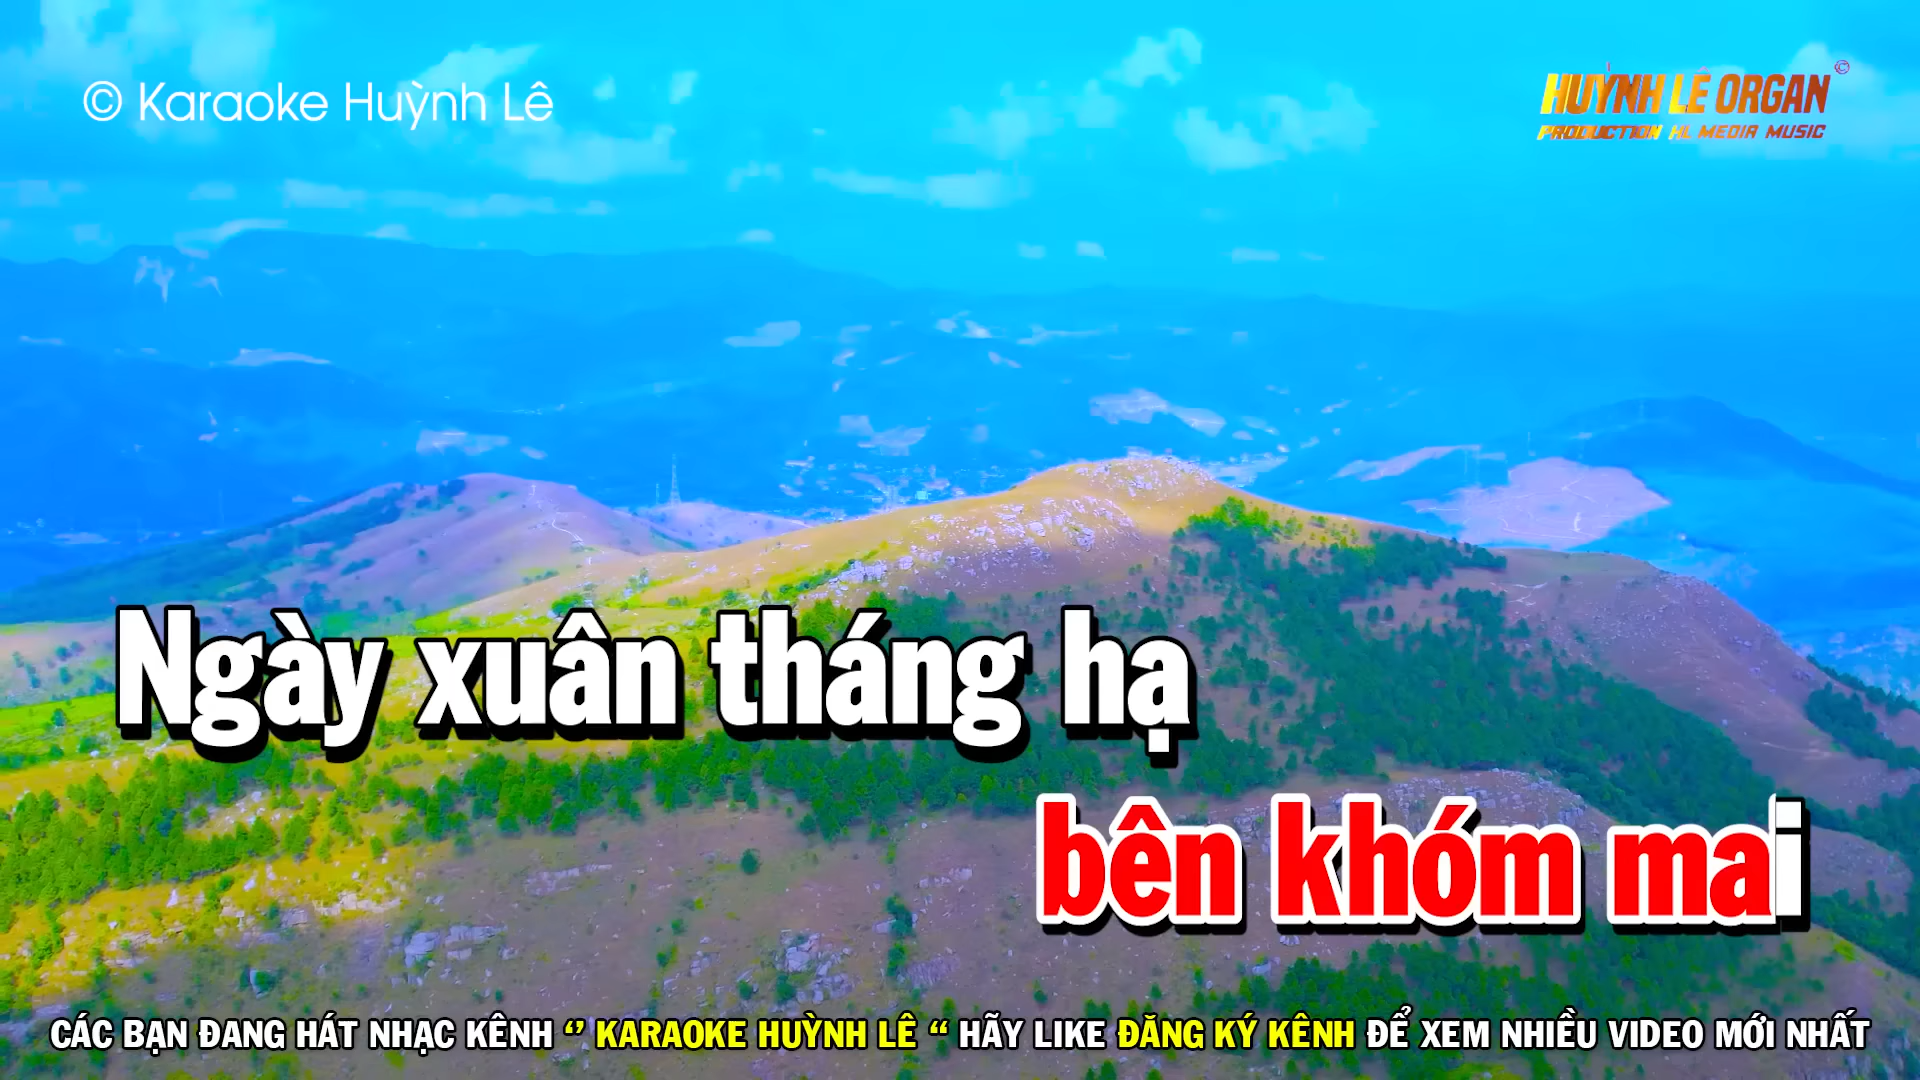 © Karaoke Huỳnh Lê
HUỲNH LÊ ORGAN ©
PRODUCTION HL MEDIA MUSIC
Ngày xuân tháng hạ
bên khóm mai
CÁC BẠN ĐANG HÁT NHẠC KÊNH “ KARAOKE HUỲNH LÊ “ HÃY LIKE ĐĂNG KÝ KÊNH ĐỂ XEM NHIỀU VIDEO MỚI NHẤT